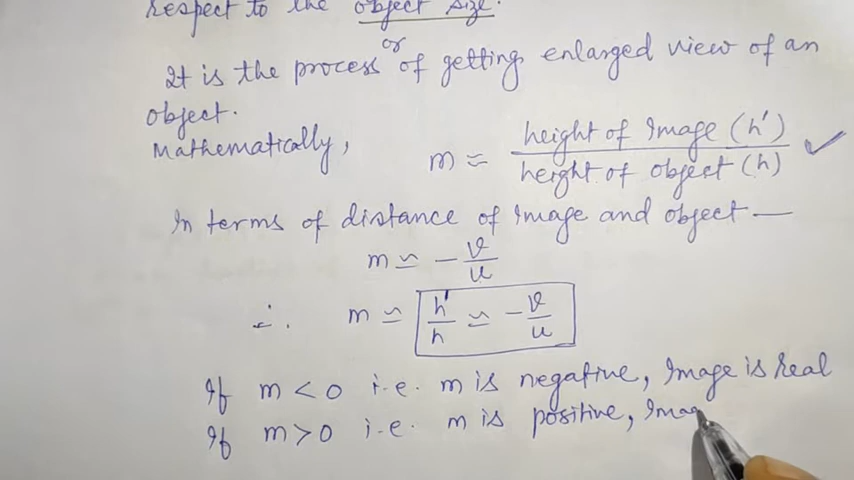 respect to the object size.
or
It is the process of getting enlarged view of an
object.
Mathematically,
m = height of Image (h') / height of object (h) ✓
In terms of distance of Image and object —
m = - v/u
∴ m = h'/h = - v/u
If m < 0 i.e. m is negative, Image is real
If m > 0 i.e. m is positive, Imag